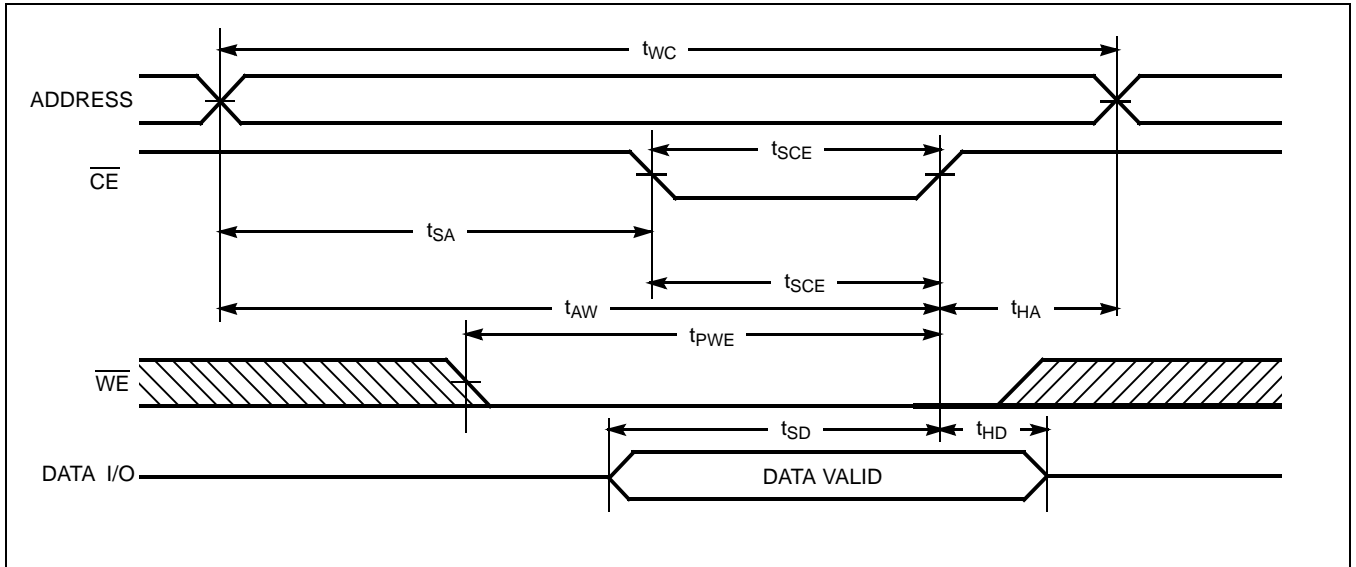 tWC
ADDRESS
tSCE
CE
tSA
tSCE
tAW
tHA
tPWE
WE
tSD
tHD
DATA I/O
DATA VALID